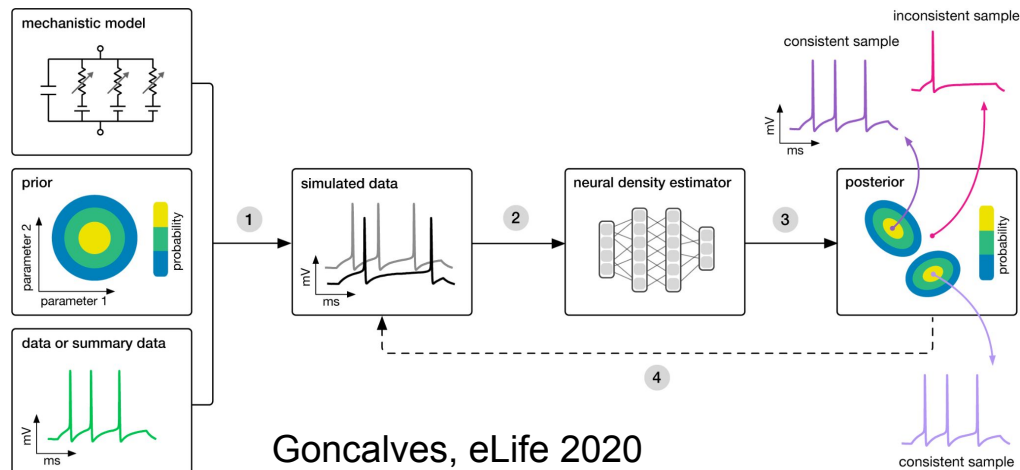 mechanistic model
prior
parameter 2
parameter 1
probability
data or summary data
mV
ms
1
simulated data
mV
ms
2
neural density estimator
3
posterior
probability
4
consistent sample
mV
ms
inconsistent sample
consistent sample
Goncalves, eLife 2020